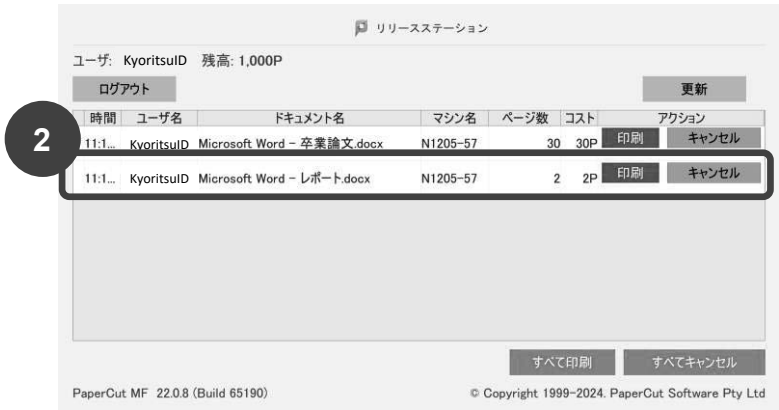 リリースステーション
ユーザ: KyoritsuID 残高: 1,000P
ログアウト 更新
時間 ユーザ名 ドキュメント名 マシン名 ページ数 コスト アクション
2
11:1... KyoritsuID Microsoft Word - 卒業論文.docx N1205-57 30 30P 印刷 キャンセル
11:1... KyoritsuID Microsoft Word - レポート.docx N1205-57 2 2P 印刷 キャンセル
すべて印刷 すべてキャンセル
PaperCut MF 22.0.8 (Build 65190) © Copyright 1999-2024. PaperCut Software Pty Ltd